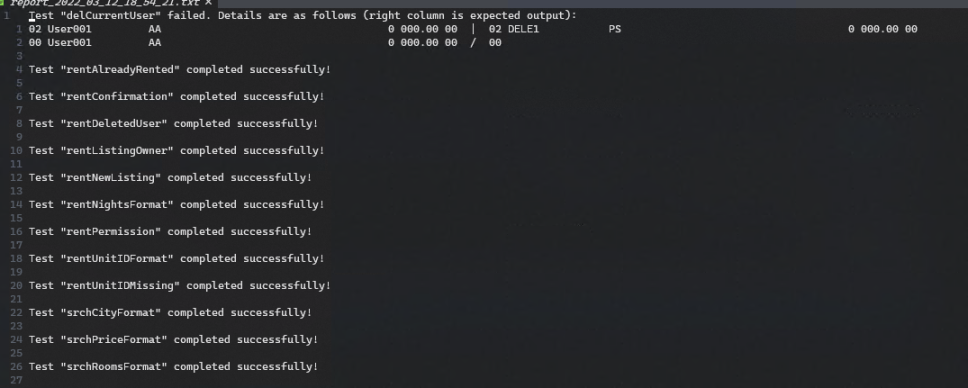 report_2022_03_12_18_54_21.txt ×
1 Test "delCurrentUser" failed. Details are as follows (right column is expected output):
1 02 User001 AA 0 000.00 00 | 02 DELE1 PS 0 000.00 00
2 00 User001 AA 0 000.00 00 / 00
3
4 Test "rentAlreadyRented" completed successfully!
5
6 Test "rentConfirmation" completed successfully!
7
8 Test "rentDeletedUser" completed successfully!
9
10 Test "rentListingOwner" completed successfully!
11
12 Test "rentNewListing" completed successfully!
13
14 Test "rentNightsFormat" completed successfully!
15
16 Test "rentPermission" completed successfully!
17
18 Test "rentUnitIDFormat" completed successfully!
19
20 Test "rentUnitIDMissing" completed successfully!
21
22 Test "srchCityFormat" completed successfully!
23
24 Test "srchPriceFormat" completed successfully!
25
26 Test "srchRoomsFormat" completed successfully!
27